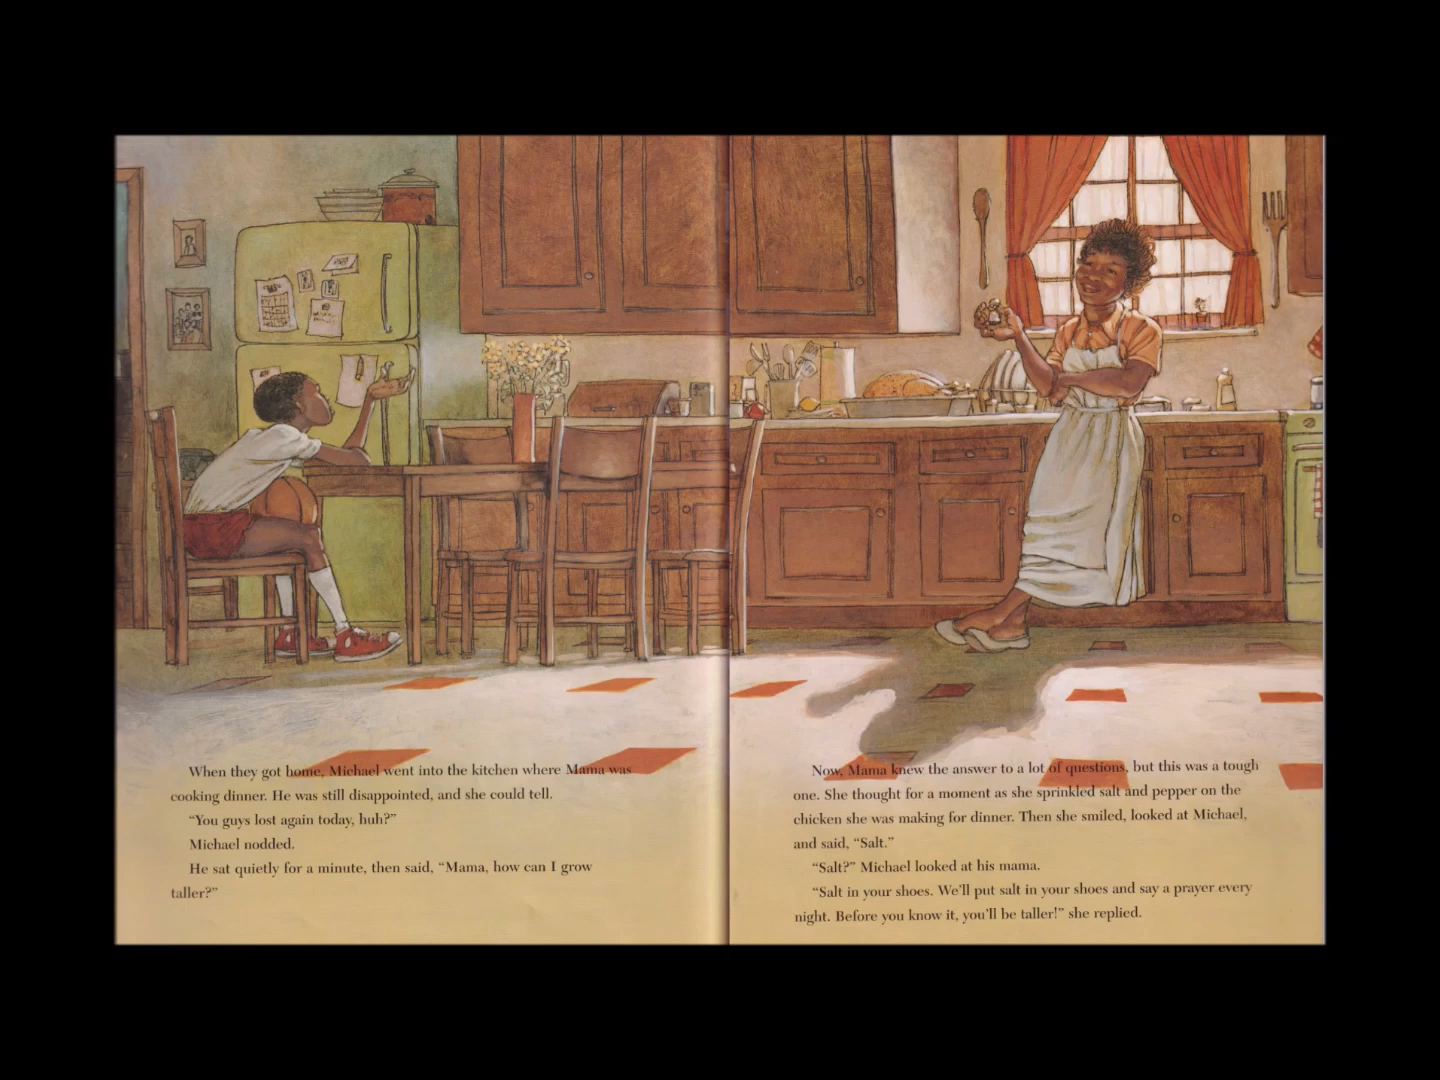 When they got home, Michael went into the kitchen where Mama was
cooking dinner. He was still disappointed, and she could tell.
“You guys lost again today, huh?”
Michael nodded.
He sat quietly for a minute, then said, “Mama, how can I grow
taller?”
Now, Mama knew the answer to a lot of questions, but this was a tough
one. She thought for a moment as she sprinkled salt and pepper on the
chicken she was making for dinner. Then she smiled, looked at Michael,
and said, “Salt.”
“Salt?” Michael looked at his mama.
“Salt in your shoes. We’ll put salt in your shoes and say a prayer every
night. Before you know it, you’ll be taller!” she replied.